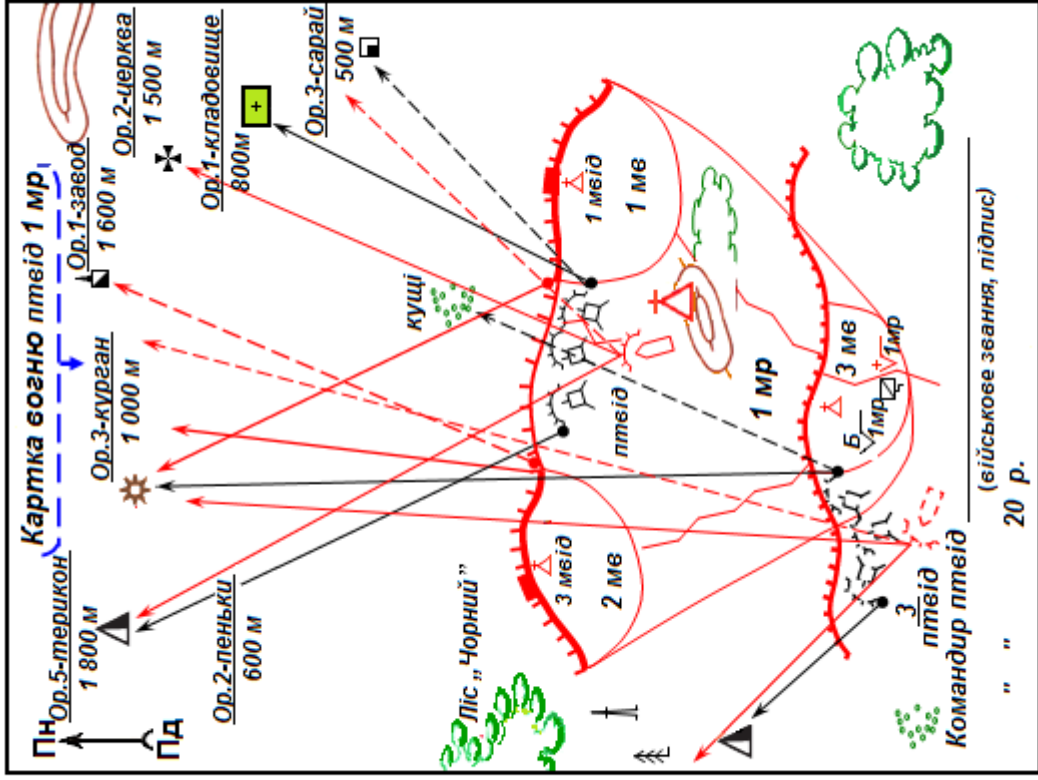 Картка вогню птвід 1 мр
Пн
Пд
Ор.5-терикон
1 800 м
Ор.3-курган
1 000 м
Ор.1-завод
1 600 м
Ор.2-церква
1 500 м
Ор.1-кладовище
800м
Ор.3-сарай
500 м
Ор.2-пеньки
600 м
кущі
Ліс „Чорний”
3 мвід
2 мв
птвід
1 мвід
1 мв
1 мр
3 мв
Б
1мр
1мр
3
птвід
Командир птвід
(військове звання, підпис)
" " 20 р.